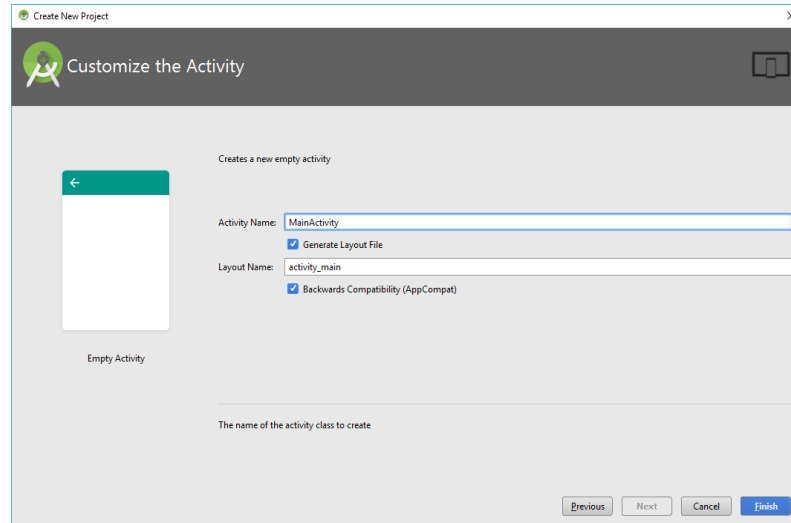 Create New Project
Customize the Activity
Creates a new empty activity
Activity Name: MainActivity
Generate Layout File
Layout Name: activity_main
Backwards Compatibility (AppCompat)
Empty Activity
The name of the activity class to create
Previous Next Cancel Finish